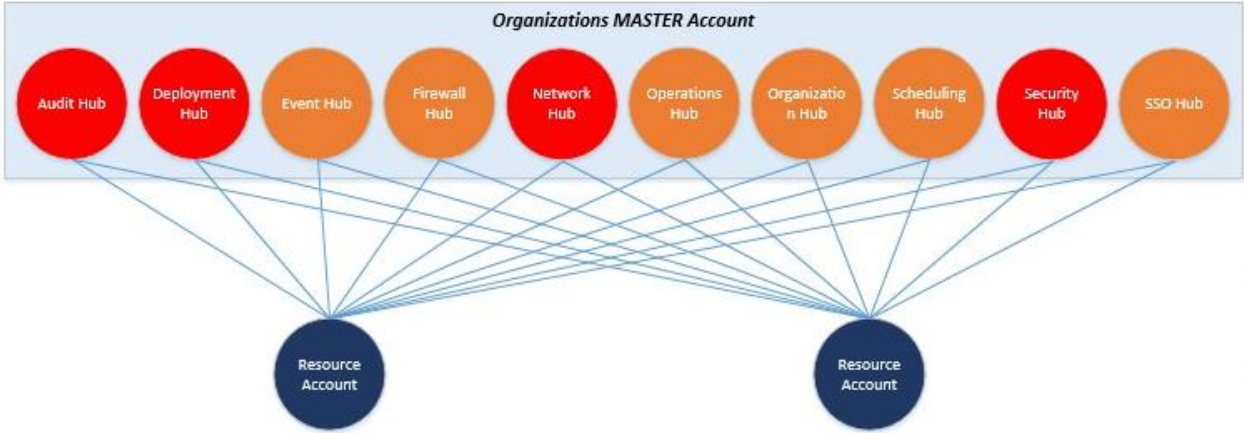 Organizations MASTER Account
Audit Hub
Deployment
Hub
Event Hub
Firewall
Hub
Network
Hub
Operations
Hub
Organizatio
n Hub
Scheduling
Hub
Security
Hub
SSO Hub
Resource
Account
Resource
Account